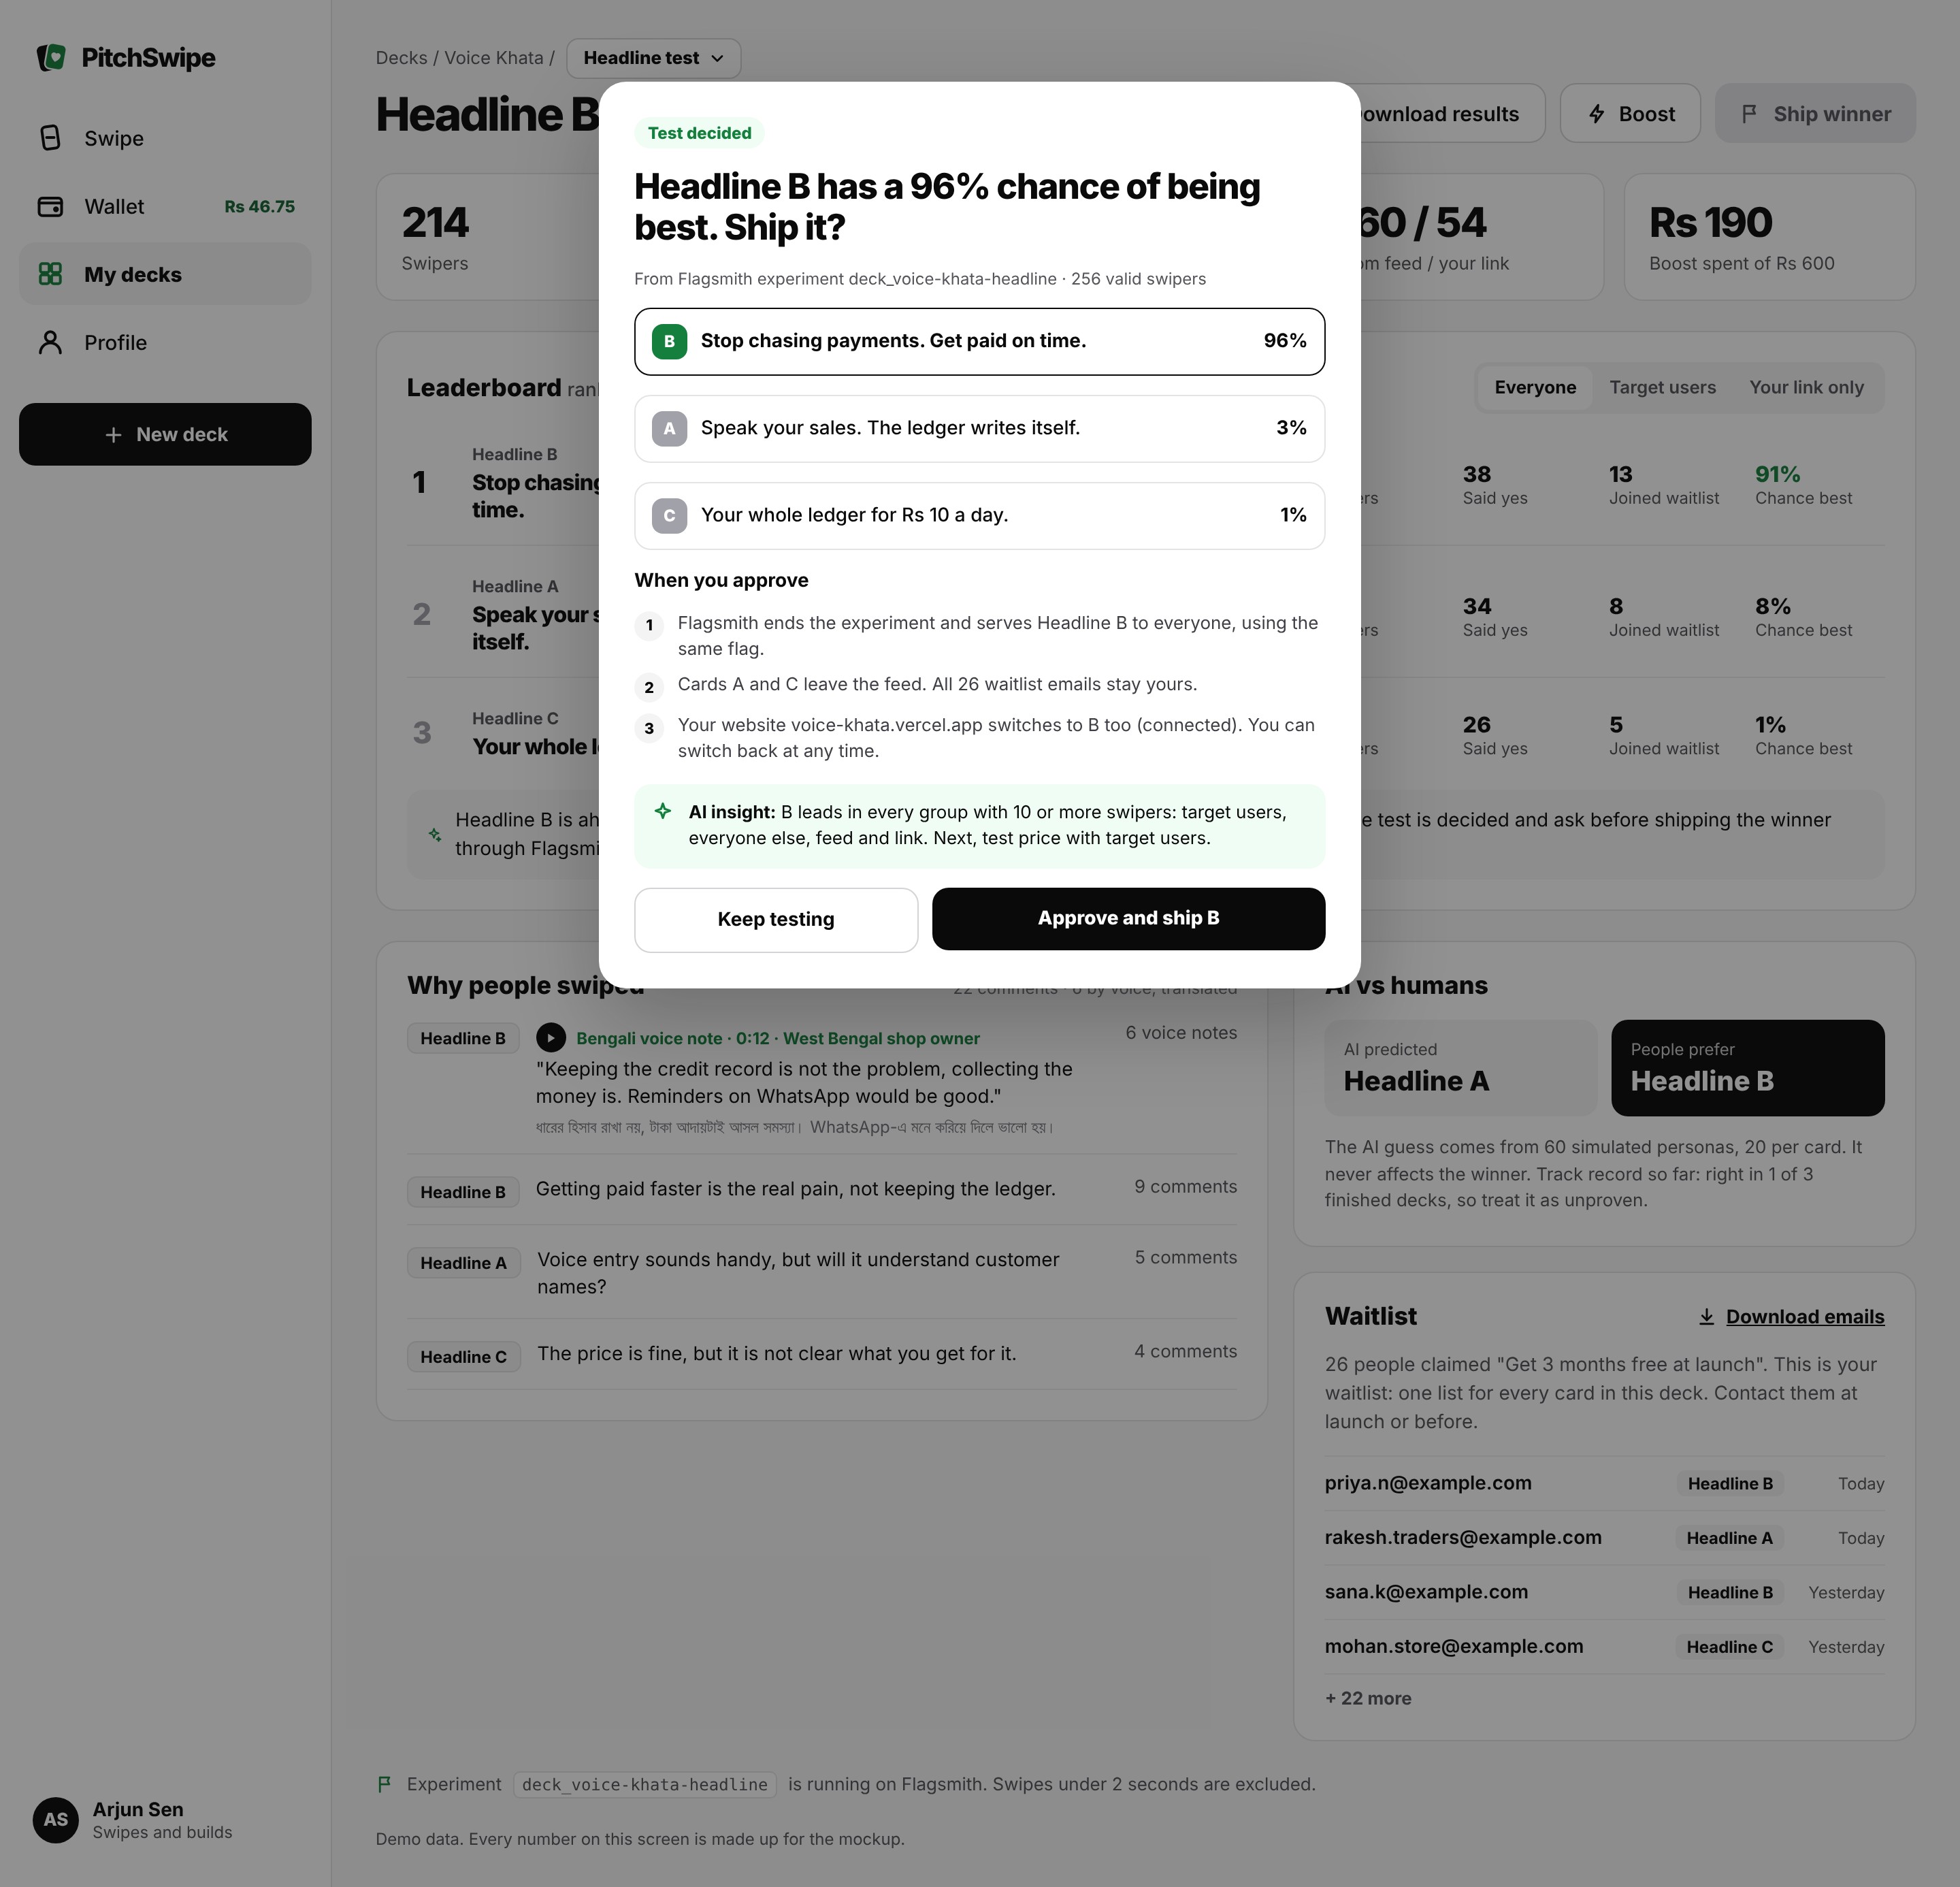 PitchSwipe
Swipe
Wallet Rs 46.75
My decks
Profile
New deck
AS
Arjun Sen
Swipes and builds
Decks / Voice Khata / Headline test
Headline B
ownload results
Boost
Ship winner
214
Swipers
60 / 54
om feed / your link
Rs 190
Boost spent of Rs 600
Leaderboard
Everyone Target users Your link only
1
Headline B
Stop chasing
time.
38
Said yes
13
Joined waitlist
91%
Chance best
2
Headline A
Speak your s
itself.
34
Said yes
8
Joined waitlist
8%
Chance best
3
Headline C
Your whole
26
Said yes
5
Joined waitlist
1%
Chance best
Headline B is ah
through Flagsmi
e test is decided and ask before shipping the winner
Test decided
Headline B has a 96% chance of being
best. Ship it?
From Flagsmith experiment deck_voice-khata-headline · 256 valid swipers
B Stop chasing payments. Get paid on time. 96%
A Speak your sales. The ledger writes itself. 3%
C Your whole ledger for Rs 10 a day. 1%
When you approve
1 Flagsmith ends the experiment and serves Headline B to everyone, using the
same flag.
2 Cards A and C leave the feed. All 26 waitlist emails stay yours.
3 Your website voice-khata.vercel.app switches to B too (connected). You can
switch back at any time.
AI insight: B leads in every group with 10 or more swipers: target users,
everyone else, feed and link. Next, test price with target users.
Keep testing
Approve and ship B
Why people swiped
22 comments · 6 by voice, translated
Headline B
Bengali voice note · 0:12 · West Bengal shop owner
6 voice notes
"Keeping the credit record is not the problem, collecting the
money is. Reminders on WhatsApp would be good."
ধারের হিসাব রাখা নয়, টাকা আদায়টাই আসল সমস্যা। WhatsApp-এ মনে করিয়ে দিলে ভালো হয়।
Headline B
Getting paid faster is the real pain, not keeping the ledger.
9 comments
Headline A
Voice entry sounds handy, but will it understand customer
names?
5 comments
Headline C
The price is fine, but it is not clear what you get for it.
4 comments
AI vs humans
AI predicted
Headline A
People prefer
Headline B
The AI guess comes from 60 simulated personas, 20 per card. It
never affects the winner. Track record so far: right in 1 of 3
finished decks, so treat it as unproven.
Waitlist
Download emails
26 people claimed "Get 3 months free at launch". This is your
waitlist: one list for every card in this deck. Contact them at
launch or before.
priya.n@example.com Headline B Today
rakesh.traders@example.com Headline A Today
sana.k@example.com Headline B Yesterday
mohan.store@example.com Headline C Yesterday
+ 22 more
Experiment deck_voice-khata-headline is running on Flagsmith. Swipes under 2 seconds are excluded.
Demo data. Every number on this screen is made up for the mockup.